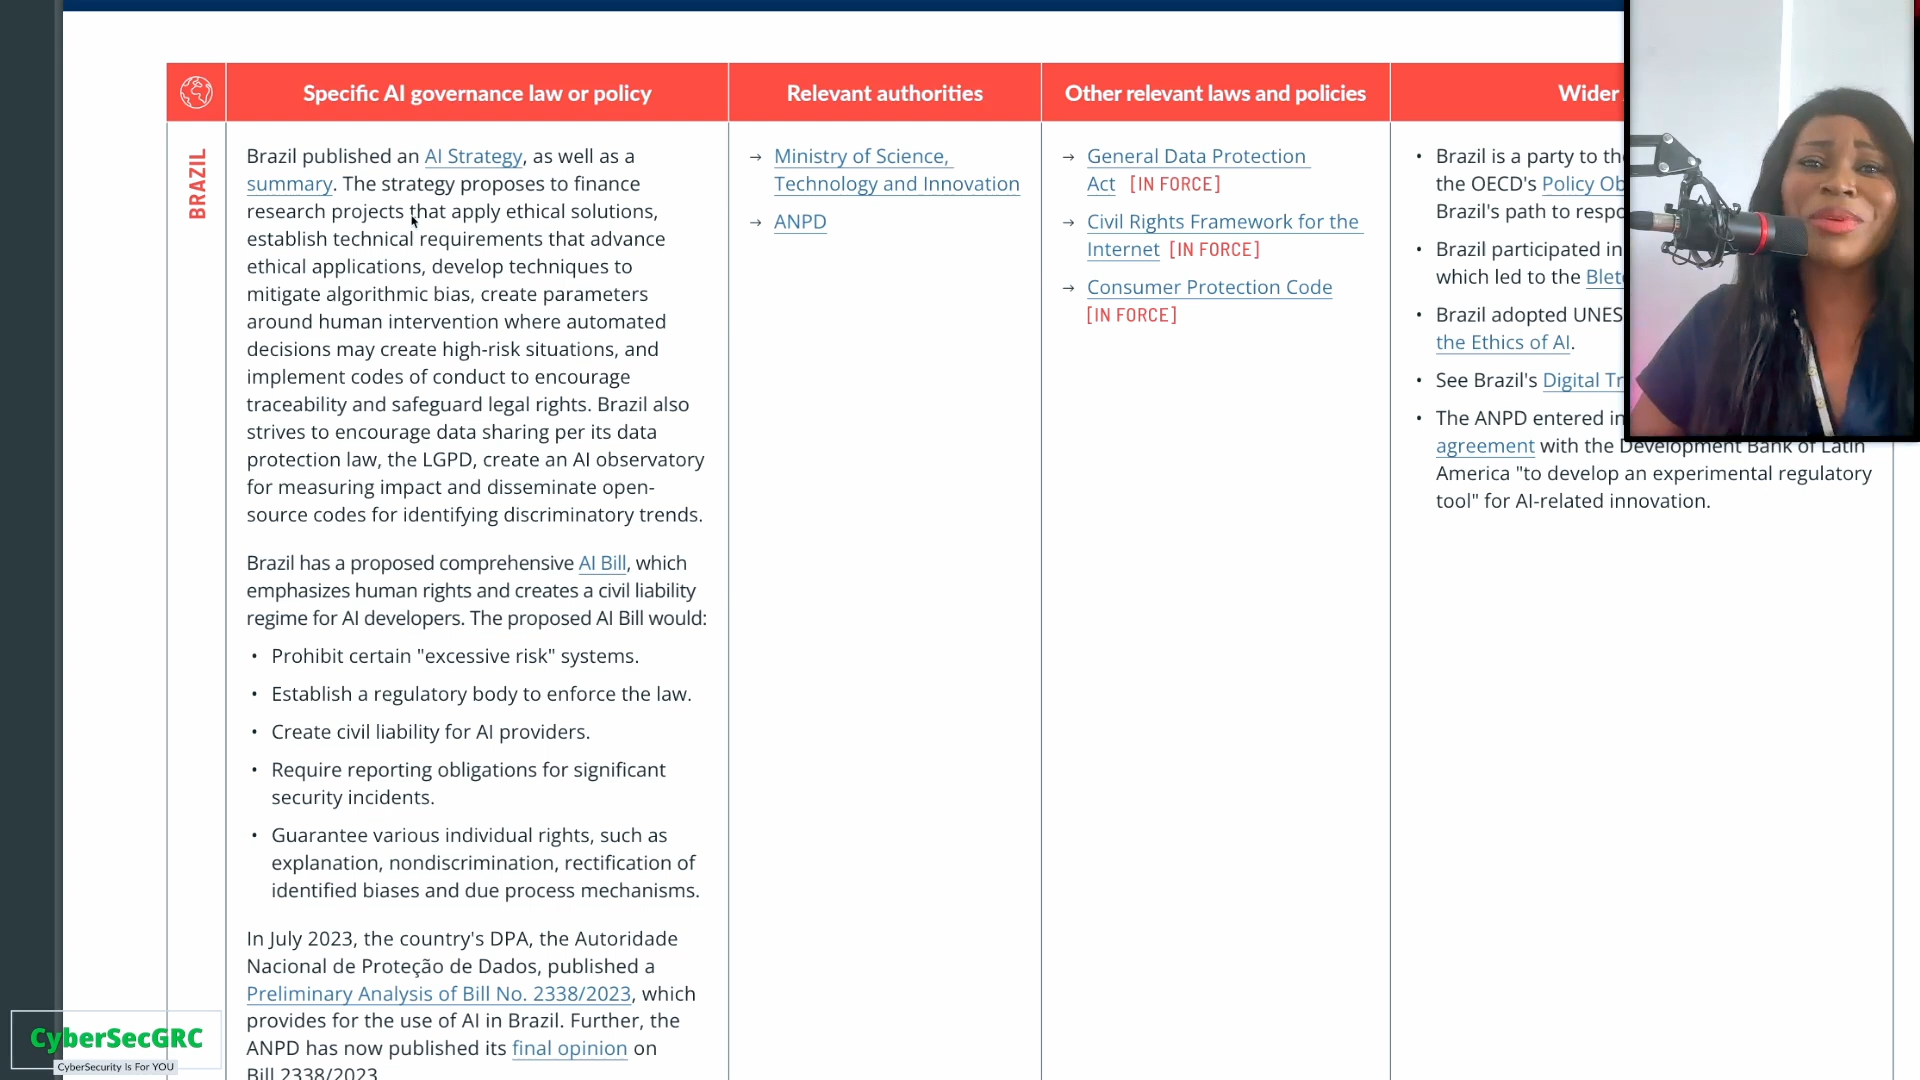 Specific AI governance law or policy
Relevant authorities
Other relevant laws and policies
Wider
BRAZIL
Brazil published an AI Strategy, as well as a
summary. The strategy proposes to finance
research projects that apply ethical solutions,
establish technical requirements that advance
ethical applications, develop techniques to
mitigate algorithmic bias, create parameters
around human intervention where automated
decisions may create high-risk situations, and
implement codes of conduct to encourage
traceability and safeguard legal rights. Brazil also
strives to encourage data sharing per its data
protection law, the LGPD, create an AI observatory
for measuring impact and disseminate open-
source codes for identifying discriminatory trends.
Brazil has a proposed comprehensive AI Bill, which
emphasizes human rights and creates a civil liability
regime for AI developers. The proposed AI Bill would:
• Prohibit certain "excessive risk" systems.
• Establish a regulatory body to enforce the law.
• Create civil liability for AI providers.
• Require reporting obligations for significant
security incidents.
• Guarantee various individual rights, such as
explanation, nondiscrimination, rectification of
identified biases and due process mechanisms.
In July 2023, the country's DPA, the Autoridade
Nacional de Proteção de Dados, published a
Preliminary Analysis of Bill No. 2338/2023, which
provides for the use of AI in Brazil. Further, the
ANPD has now published its final opinion on
Bill 2338/2023.
→ Ministry of Science,
Technology and Innovation
→ ANPD
→ General Data Protection
Act [IN FORCE]
→ Civil Rights Framework for the
Internet [IN FORCE]
→ Consumer Protection Code
[IN FORCE]
• Brazil is a party to
the OECD's Policy
Brazil's path to
• Brazil participated in
which led to the
• Brazil adopted
the Ethics of AI.
• See Brazil's Digital
• The ANPD entered
agreement with the Development Bank of Latin
America "to develop an experimental regulatory
tool" for AI-related innovation.
CyberSecGRC
CyberSecurity Is For YOU